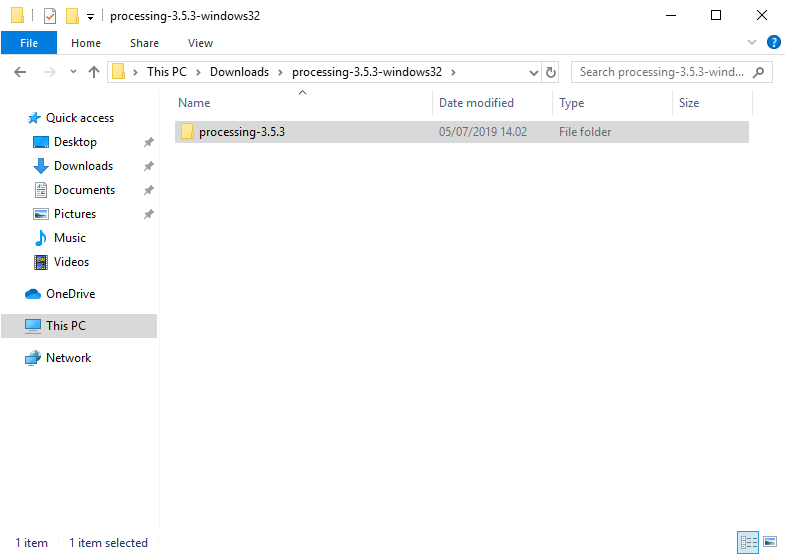 processing-3.5.3-windows32
File Home Share View
This PC Downloads processing-3.5.3-windows32 Search processing-3.5.3-wind...
Name Date modified Type Size
processing-3.5.3 05/07/2019 14.02 File folder
Quick access
Desktop
Downloads
Documents
Pictures
Music
Videos
OneDrive
This PC
Network
1 item 1 item selected